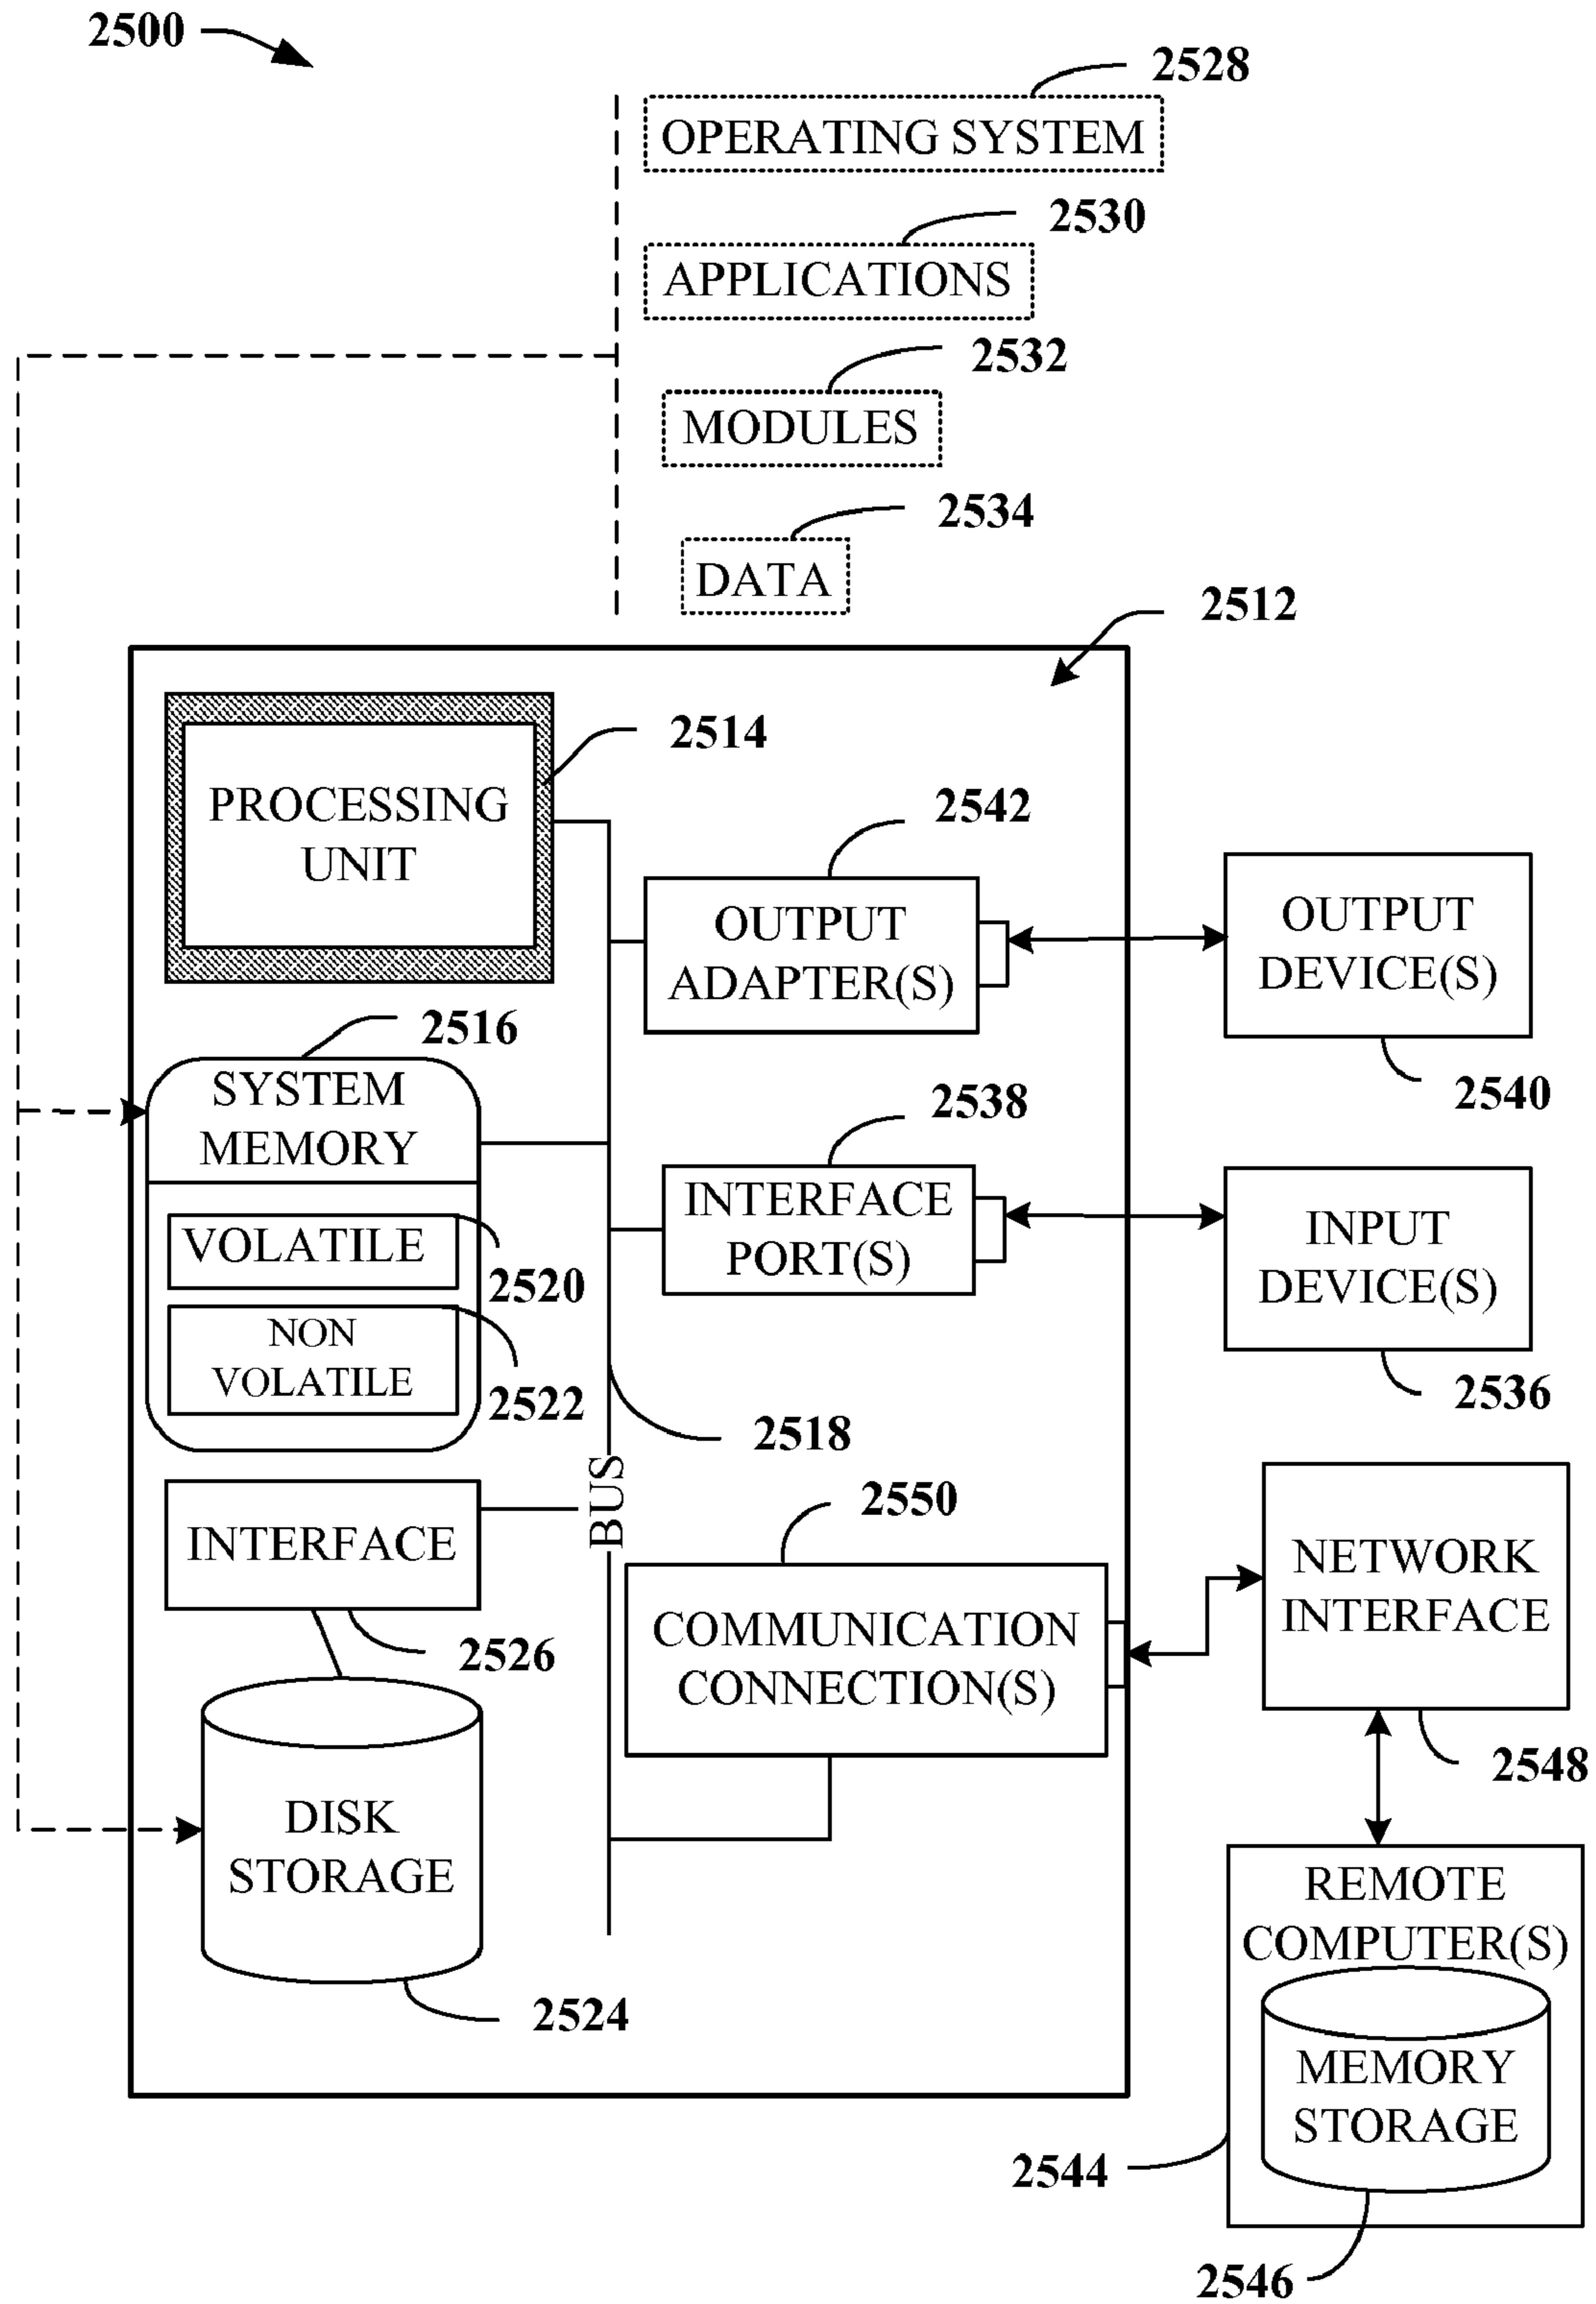 2500
2528
OPERATING SYSTEM
2530
APPLICATIONS
2532
MODULES
2534
DATA
2512
2514
PROCESSING
UNIT
2542
OUTPUT
ADAPTER(S)
OUTPUT
DEVICE(S)
2540
2516
SYSTEM
MEMORY
VOLATILE
2520
NON
VOLATILE
2522
2538
INTERFACE
PORT(S)
INPUT
DEVICE(S)
2536
2518
BUS
INTERFACE
2526
2550
COMMUNICATION
CONNECTION(S)
NETWORK
INTERFACE
2548
DISK
STORAGE
2524
REMOTE
COMPUTER(S)
MEMORY
STORAGE
2544
2546